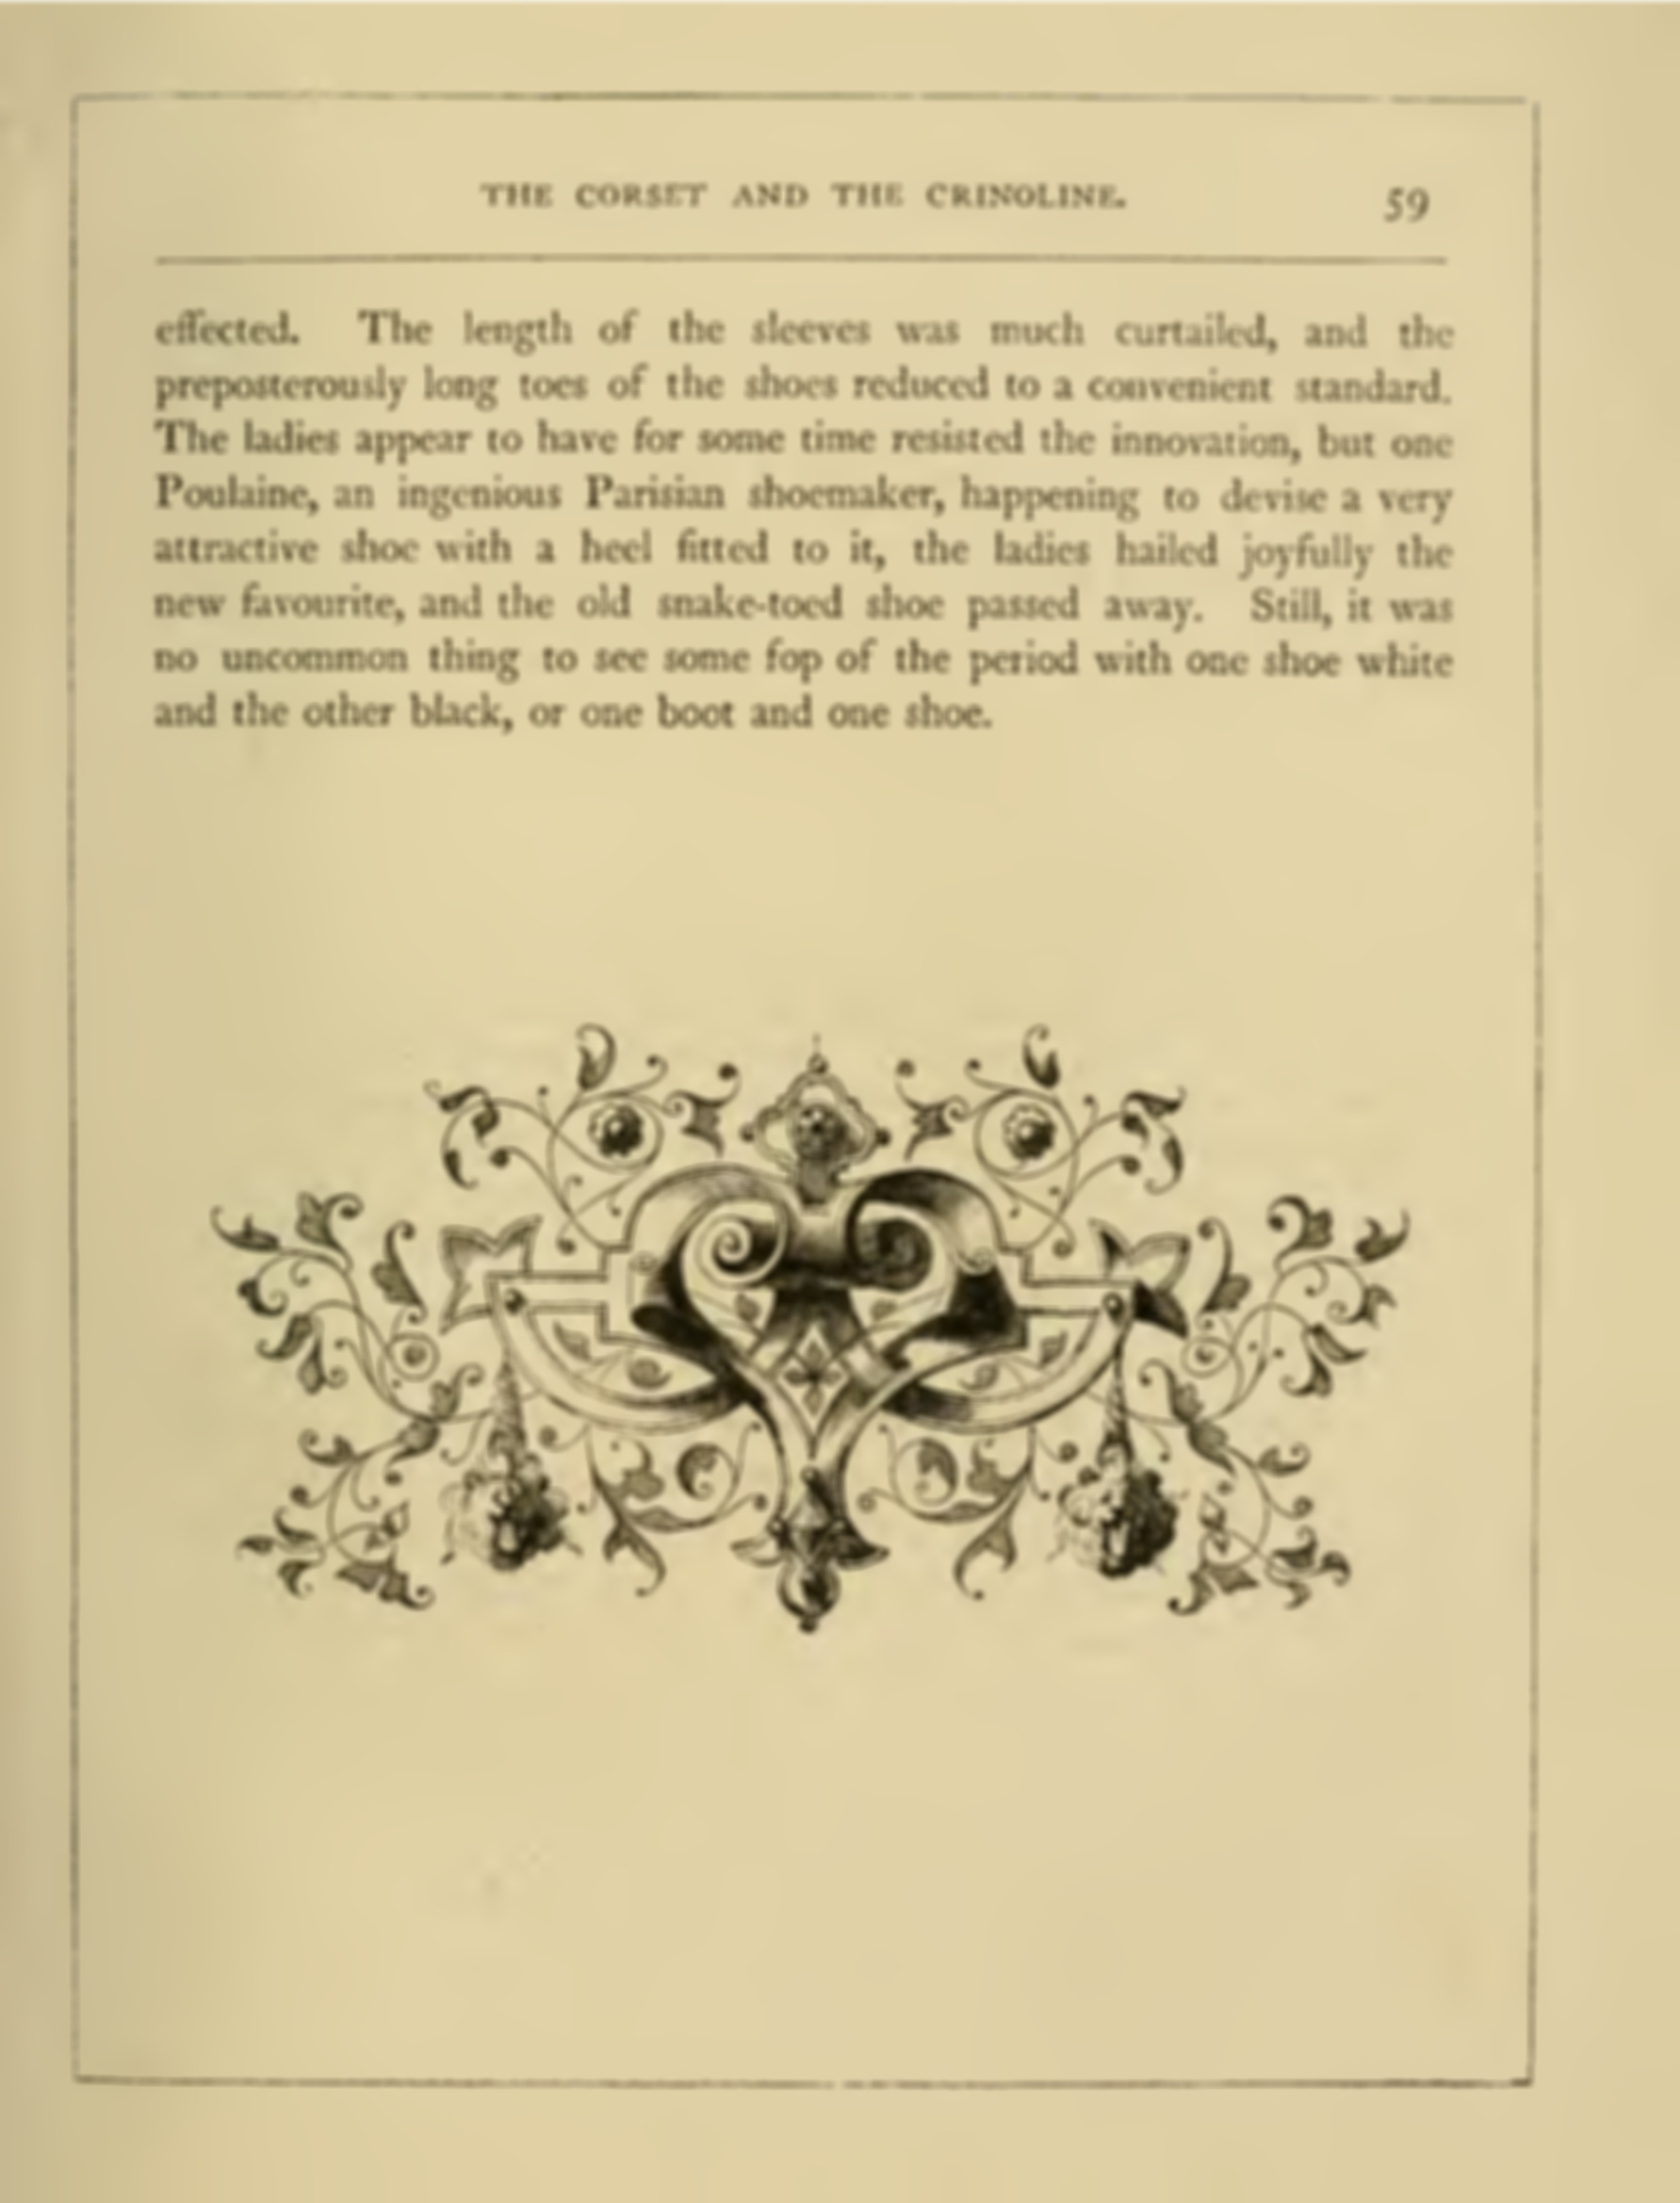 THE CORSET AND THE CRINOLINE. 59
effected. The length of the sleeves was much curtailed, and the
preposterously long toes of the shoes reduced to a convenient standard.
The ladies appear to have for some time resisted the innovation, but one
Poulaine, an ingenious Parisian shoemaker, happening to devise a very
attractive shoe with a heel fitted to it, the ladies hailed joyfully the
new favourite, and the old snake-toed shoe passed away. Still, it was
no uncommon thing to see some fop of the period with one shoe white
and the other black, or one boot and one shoe.